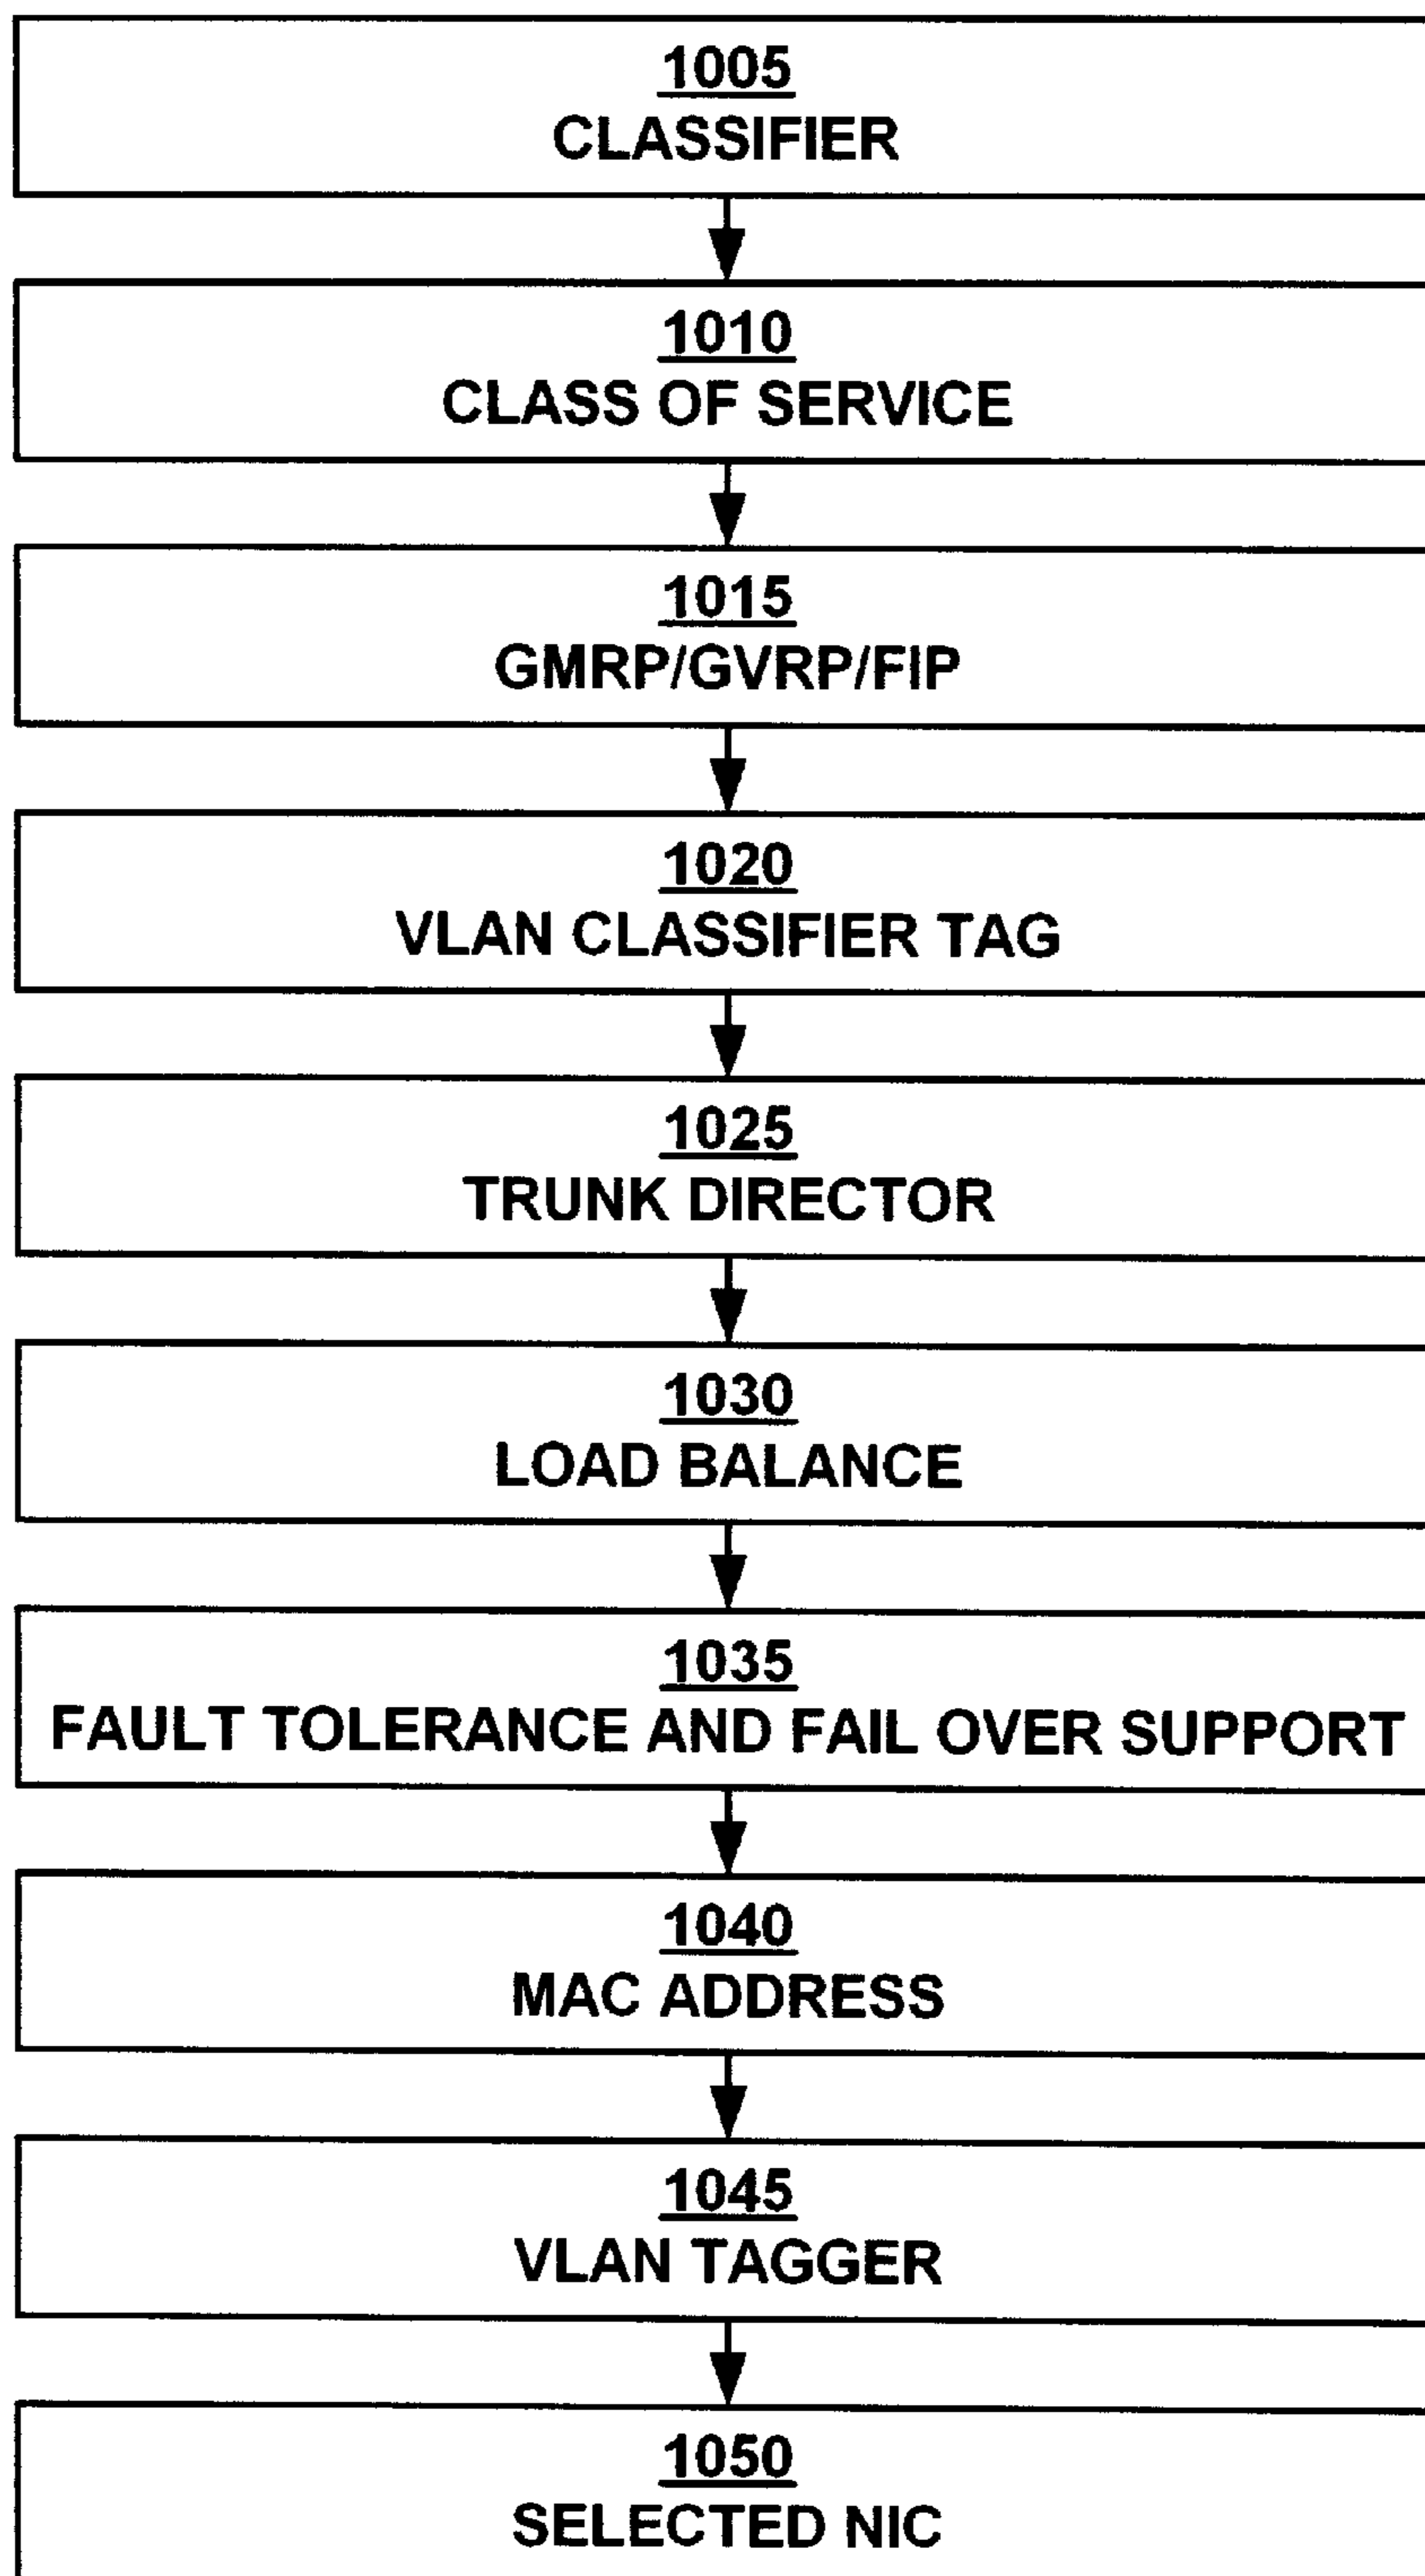 1005
CLASSIFIER
1010
CLASS OF SERVICE
1015
GMRP/GVRP/FIP
1020
VLAN CLASSIFIER TAG
1025
TRUNK DIRECTOR
1030
LOAD BALANCE
1035
FAULT TOLERANCE AND FAIL OVER SUPPORT
1040
MAC ADDRESS
1045
VLAN TAGGER
1050
SELECTED NIC